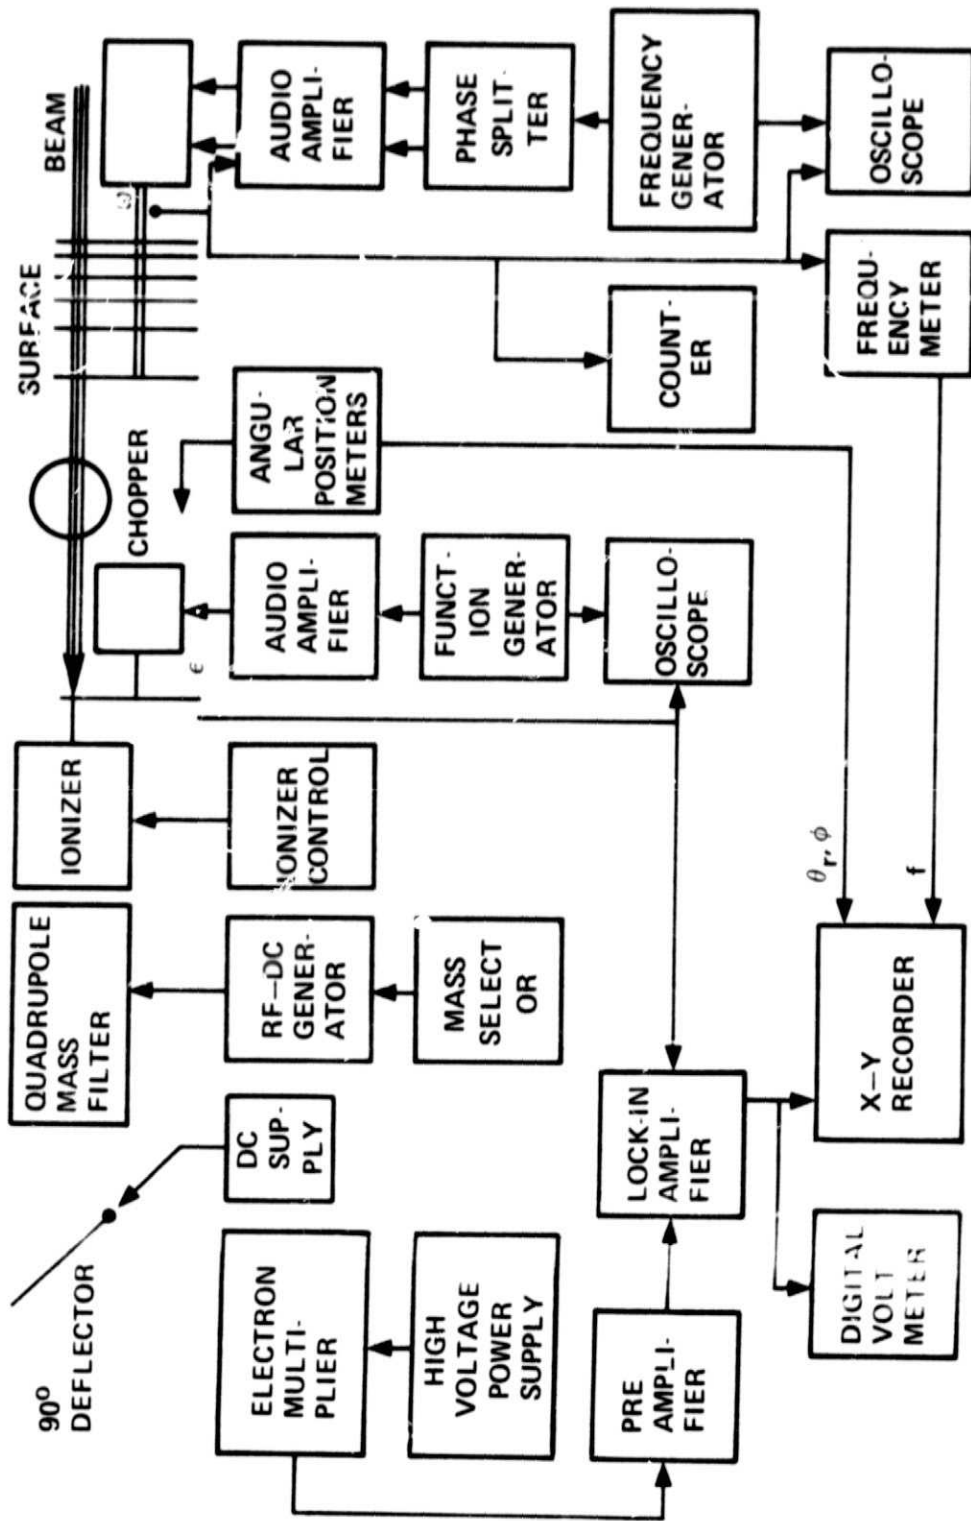 90°
DEFLECTOR
QUADRUPOLE
MASS
FILTER
IONIZER
CHOPPER
SURFACE
BEAM
ϵ
ELECTRON
MULTI-
PLIER
DC
SUP-
PLY
RF–DC
GENER-
ATOR
IONIZER
CONTROL
AUDIO
AMPLI-
FIER
ANGU-
LAR
POSITION
METERS
AUDIO
AMPLI-
FIER
HIGH
VOLTAGE
POWER
SUPPLY
MASS
SELECT
OR
FUNCT-
ION
GENER-
ATOR
PHASE
SPLIT-
TER
PRE
AMPLI-
FIER
LOCK-IN
AMPLI-
FIER
OSCILLO-
SCOPE
COUNT-
ER
FREQUENCY
GENER-
ATOR
DIGITAL
VOLT
METER
X–Y
RECORDER
θr, ϕ
f
FREQU-
ENCY
METER
OSCILLO-
SCOPE